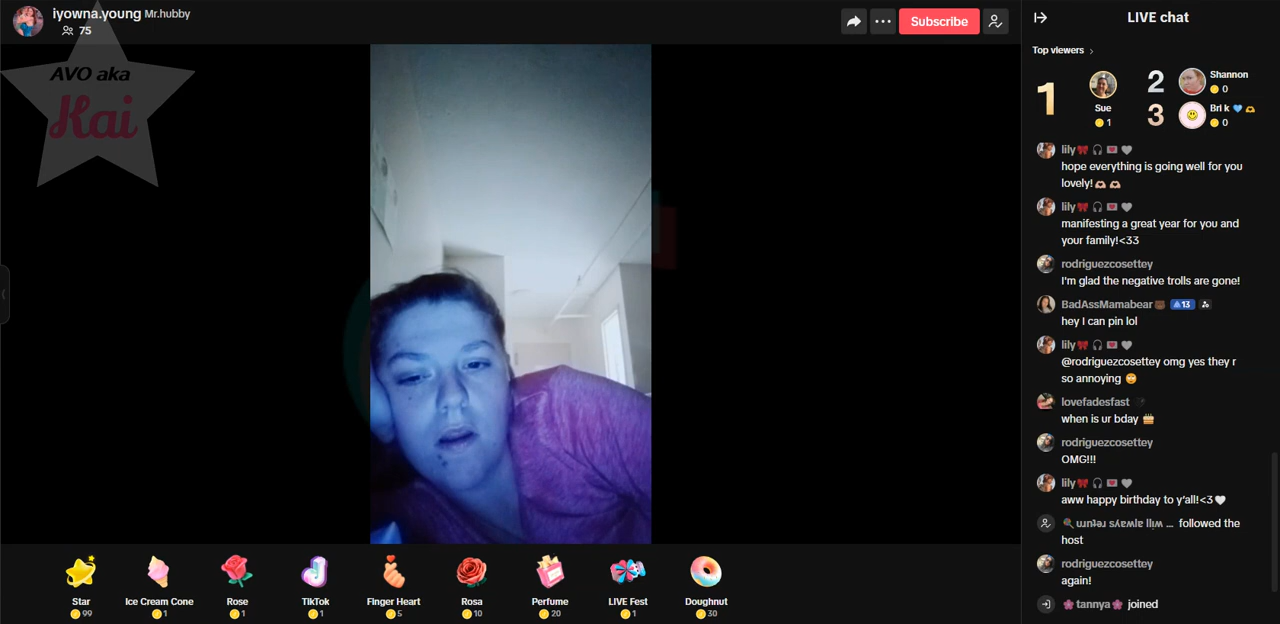 iyowna.young Mr.hubby
75
Subscribe
AVO aka
Kai
LIVE chat
Top viewers
1
Sue
1
2
Shannon
0
3
Bri k 💙 🫶
0
lily🎀 🎧 💌 🩶
hope everything is going well for you
lovely!🫶🏼 🫶🏼
lily🎀 🎧 💌 🩶
manifesting a great year for you and
your family!<33
rodriguezcosettey
I'm glad the negative trolls are gone!
BadAssMamabear🐻 13
hey I can pin lol
lily🎀 🎧 💌 🩶
@rodriguezcosettey omg yes they r
so annoying 🙄
lovefadesfast
when is ur bday 🎂
rodriguezcosettey
OMG!!!
lily🎀 🎧 💌 🩶
aww happy birthday to y'all!<3🤍
followed the
host
rodriguezcosettey
again!
🌸tannya🌸 joined
Star
99
Ice Cream Cone
1
Rose
1
TikTok
1
Finger Heart
5
Rosa
10
Perfume
20
LIVE Fest
1
Doughnut
30